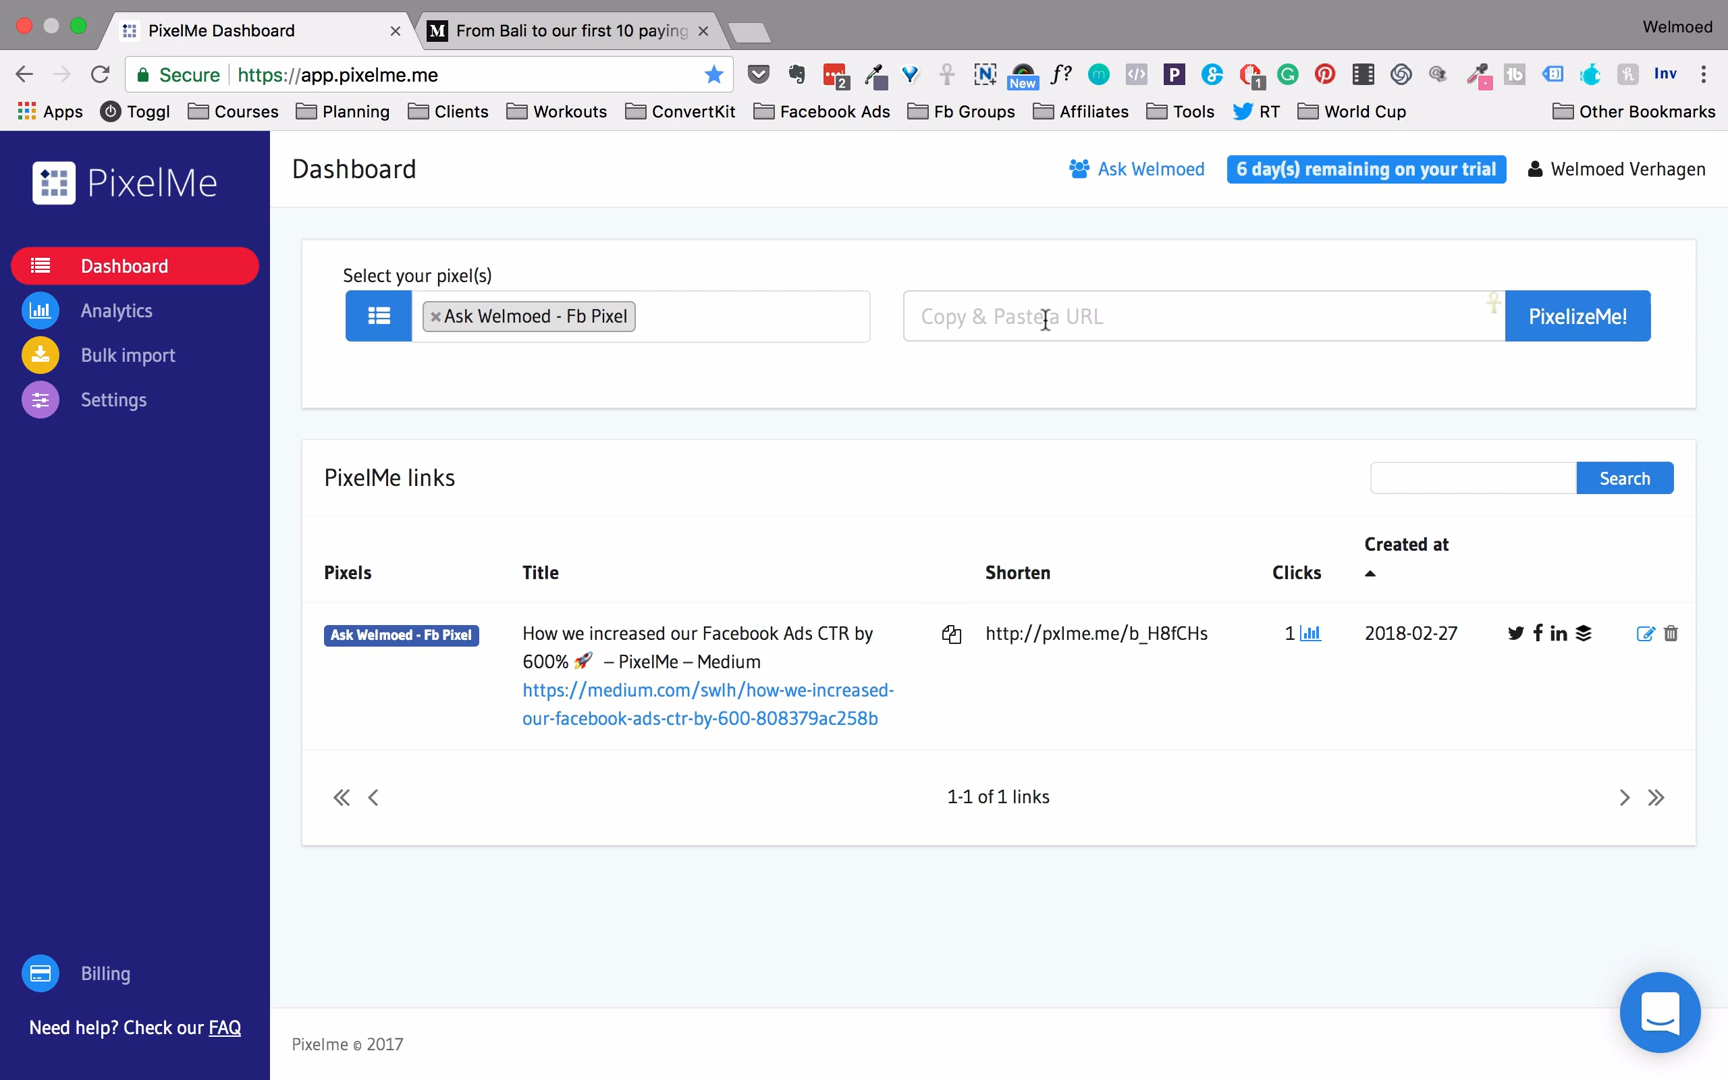 PixelMe Dashboard
From Bali to our first 10 paying
Welmoed
Secure
https://app.pixelme.me
2
New
f?
1
Inv
Apps
Toggl
Courses
Planning
Clients
Workouts
ConvertKit
Facebook Ads
Fb Groups
Affiliates
Tools
RT
World Cup
Other Bookmarks
PixelMe
Dashboard
Ask Welmoed
6 day(s) remaining on your trial
Welmoed Verhagen
Dashboard
Analytics
Bulk import
Settings
Select your pixel(s)
×Ask Welmoed - Fb Pixel
Copy & Paste a URL
PixelizeMe!
PixelMe links
Search
Pixels
Title
Shorten
Clicks
Created at
Ask Welmoed - Fb Pixel
How we increased our Facebook Ads CTR by
600% 🚀 – PixelMe – Medium
https://medium.com/swlh/how-we-increased-
our-facebook-ads-ctr-by-600-808379ac258b
http://pxlme.me/b_H8fCHs
1
2018-02-27
1-1 of 1 links
Billing
Need help? Check our FAQ
Pixelme © 2017